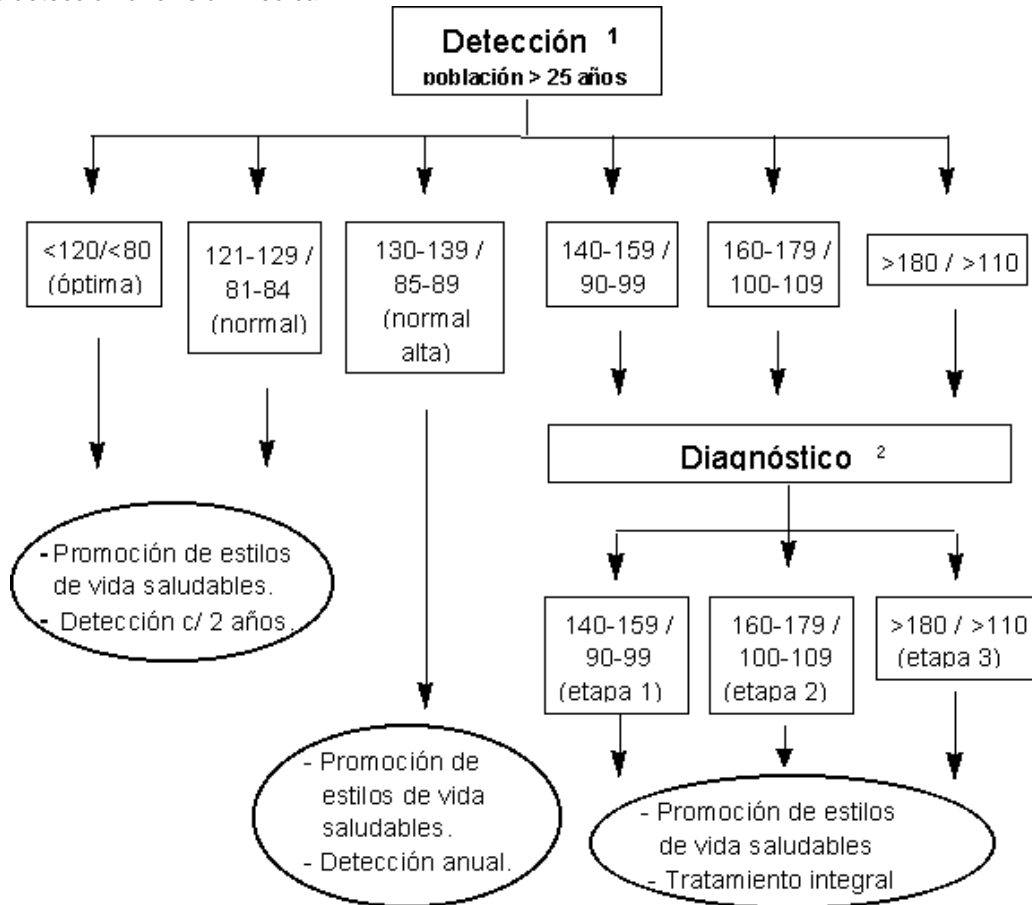 Detección 1
población > 25 años
<120/<80
(óptima)
121-129 /
81-84
(normal)
130-139 /
85-89
(normal
alta)
140-159 /
90-99
160-179 /
100-109
>180 / >110
Diagnóstico 2
- Promoción de estilos
de vida saludables.
- Detección c/ 2 años.
140-159 /
90-99
(etapa 1)
160-179 /
100-109
(etapa 2)
>180 / >110
(etapa 3)
- Promoción de
estilos de vida
saludables.
- Detección anual.
- Promoción de estilos
de vida saludables
- Tratamiento integral